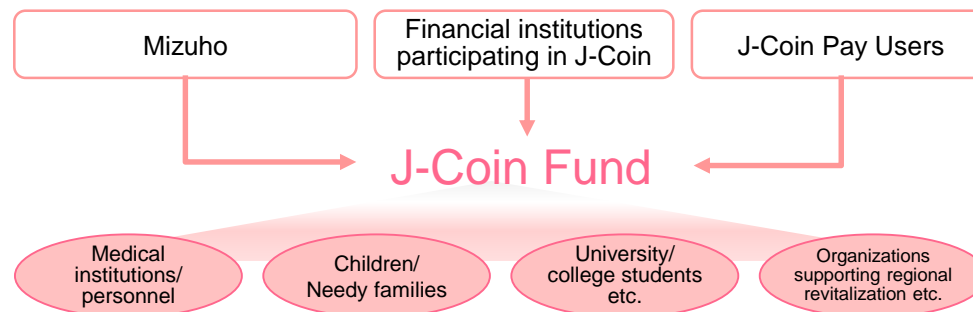 Mizuho
Financial institutions
participating in J-Coin
J-Coin Pay Users
J-Coin Fund
Medical
institutions/
personnel
Children/
Needy families
University/
college students
etc.
Organizations
supporting regional
revitalization etc.